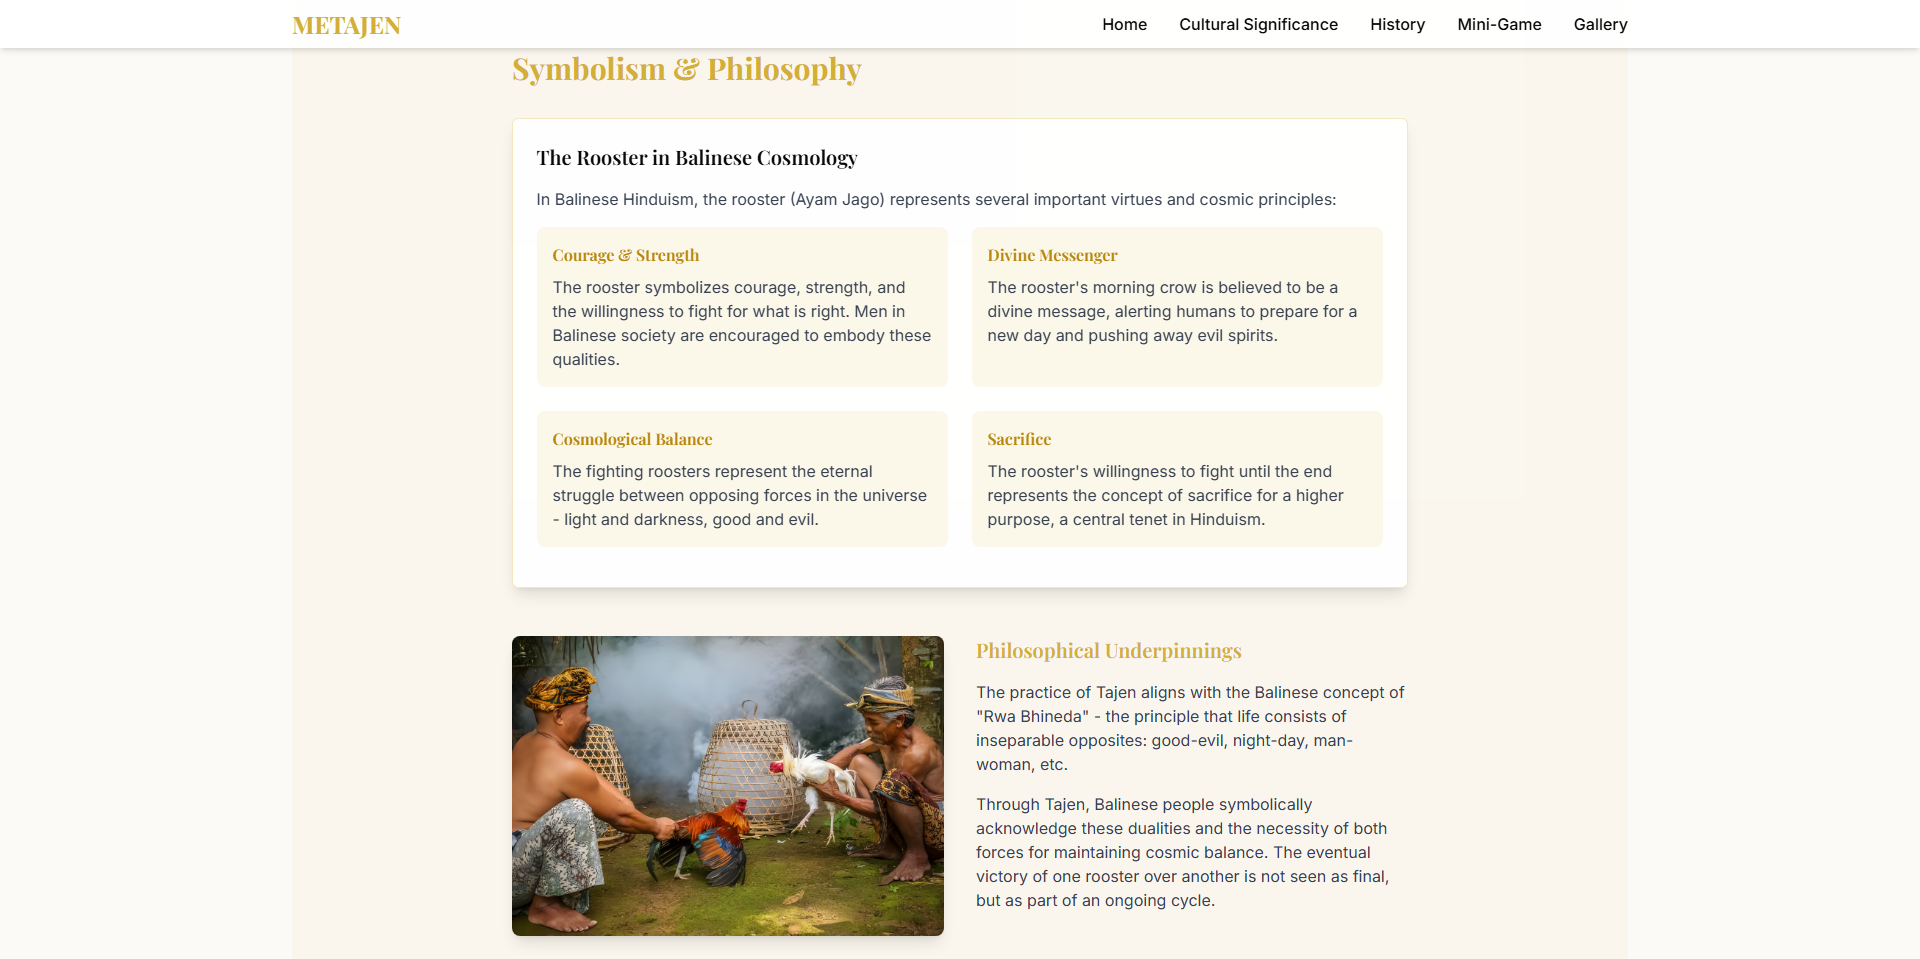 METAJEN
Home
Cultural Significance
History
Mini-Game
Gallery
Symbolism & Philosophy
The Rooster in Balinese Cosmology
In Balinese Hinduism, the rooster (Ayam Jago) represents several important virtues and cosmic principles:
Courage & Strength
The rooster symbolizes courage, strength, and
the willingness to fight for what is right. Men in
Balinese society are encouraged to embody these
qualities.
Divine Messenger
The rooster's morning crow is believed to be a
divine message, alerting humans to prepare for a
new day and pushing away evil spirits.
Cosmological Balance
The fighting roosters represent the eternal
struggle between opposing forces in the universe
- light and darkness, good and evil.
Sacrifice
The rooster's willingness to fight until the end
represents the concept of sacrifice for a higher
purpose, a central tenet in Hinduism.
Philosophical Underpinnings
The practice of Tajen aligns with the Balinese concept of
"Rwa Bhineda" - the principle that life consists of
inseparable opposites: good-evil, night-day, man-
woman, etc.
Through Tajen, Balinese people symbolically
acknowledge these dualities and the necessity of both
forces for maintaining cosmic balance. The eventual
victory of one rooster over another is not seen as final,
but as part of an ongoing cycle.